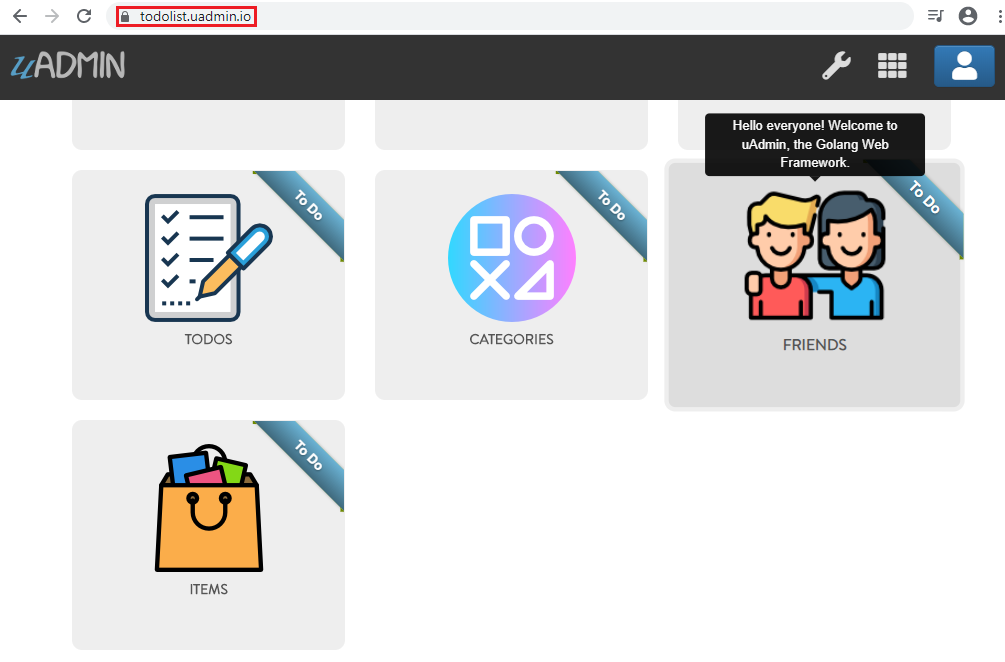 todolist.uadmin.io
uADMIN
Hello everyone! Welcome to
uAdmin, the Golang Web
Framework.
To Do
TODOS
To Do
CATEGORIES
To Do
FRIENDS
To Do
ITEMS